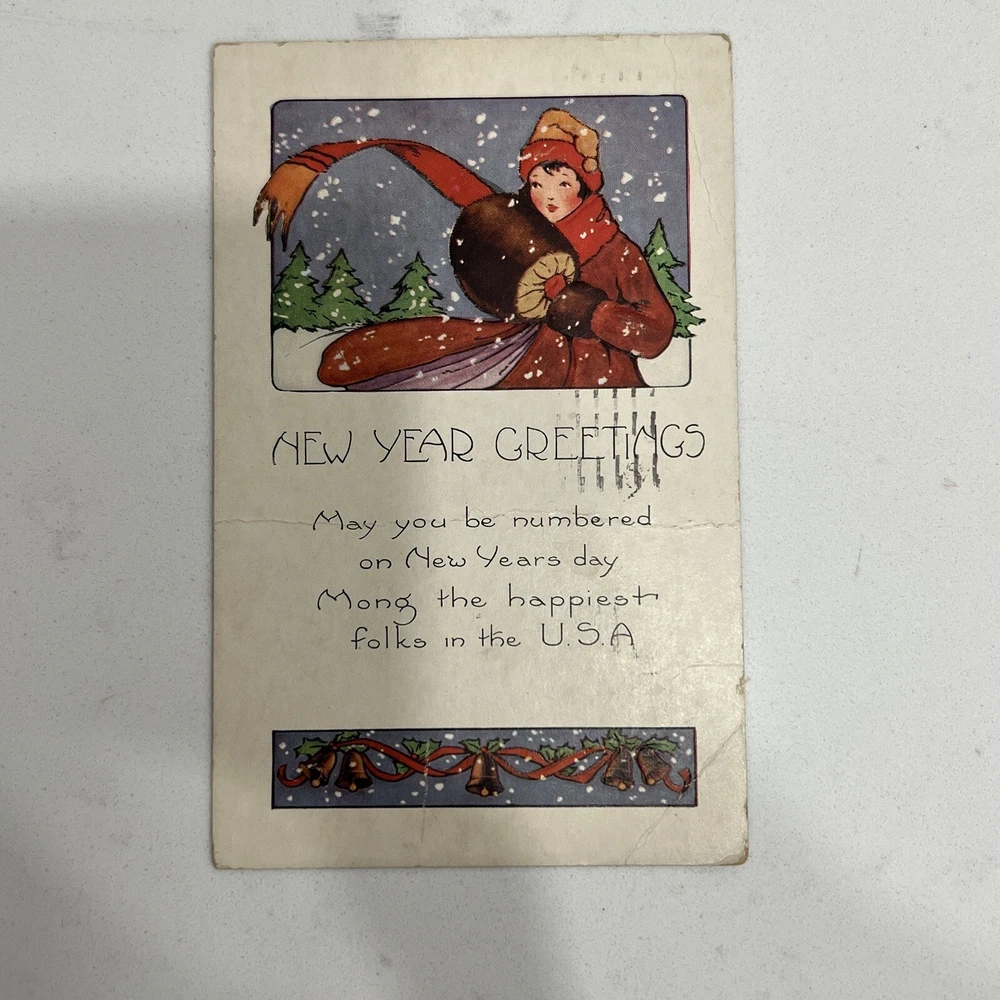 NEW YEAR GREETINGS
May you be numbered
on New Years day
Mong the happiest
folks in the U.S.A